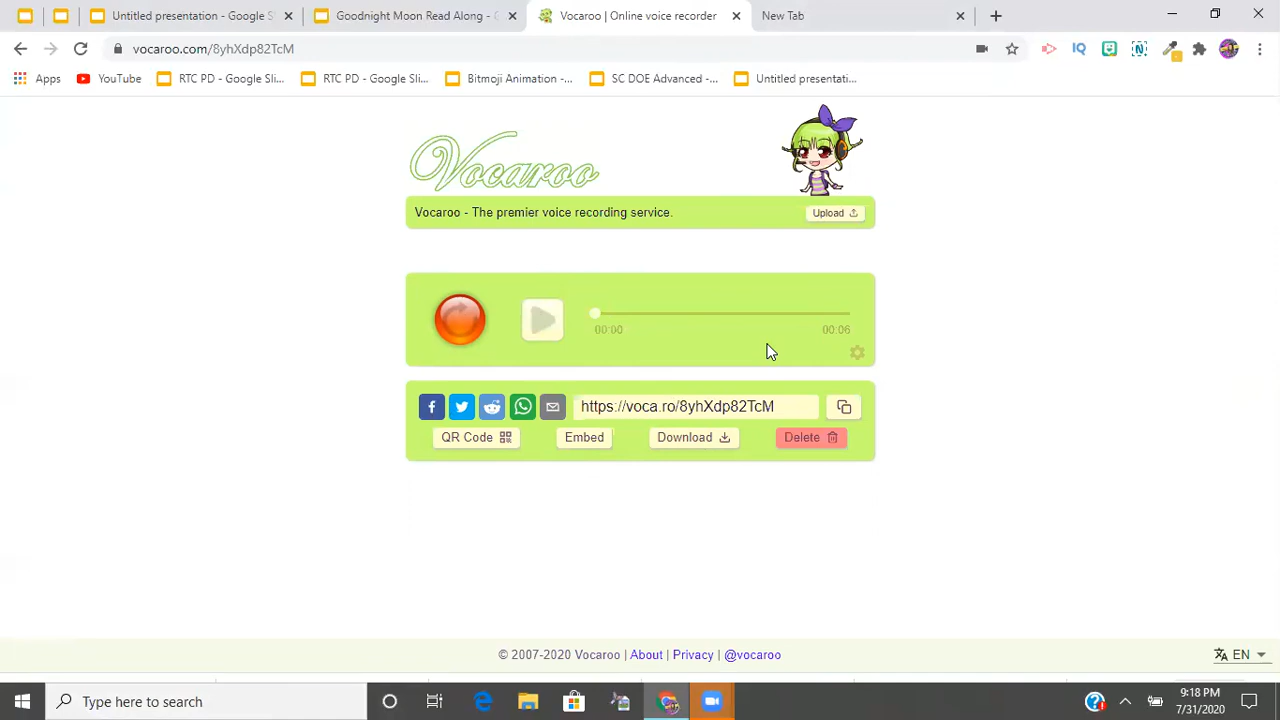 Untitled presentation - Google S
Goodnight Moon Read Along - G
Vocaroo | Online voice recorder
New Tab
vocaroo.com/8yhXdp82TcM
Apps
YouTube
RTC PD - Google Sli...
RTC PD - Google Sli...
Bitmoji Animation -...
SC DOE Advanced -...
Untitled presentati...
Vocaroo
Vocaroo - The premier voice recording service.
Upload
00:00
00:06
https://voca.ro/8yhXdp82TcM
QR Code
Embed
Download
Delete
© 2007-2020 Vocaroo | About | Privacy | @vocaroo
EN
Type here to search
9:18 PM
7/31/2020